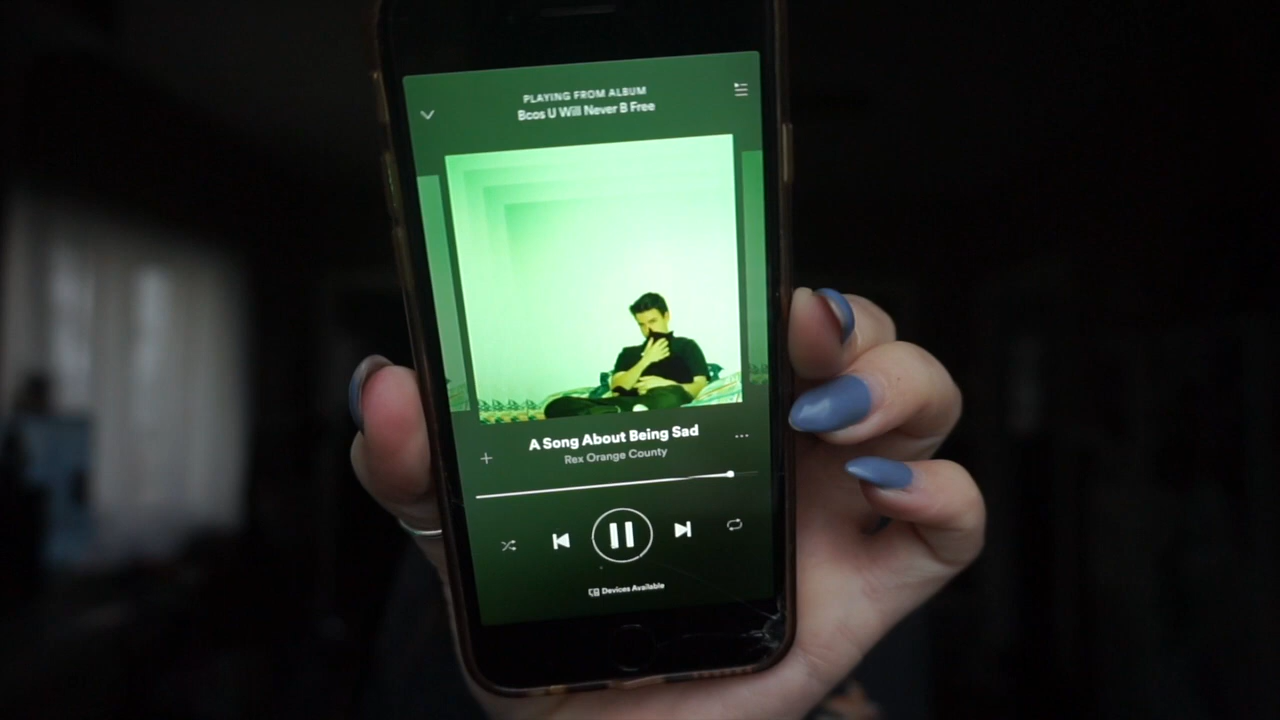 PLAYING FROM ALBUM
Bcos U Will Never B Free
A Song About Being Sad
Rex Orange County
Devices Available